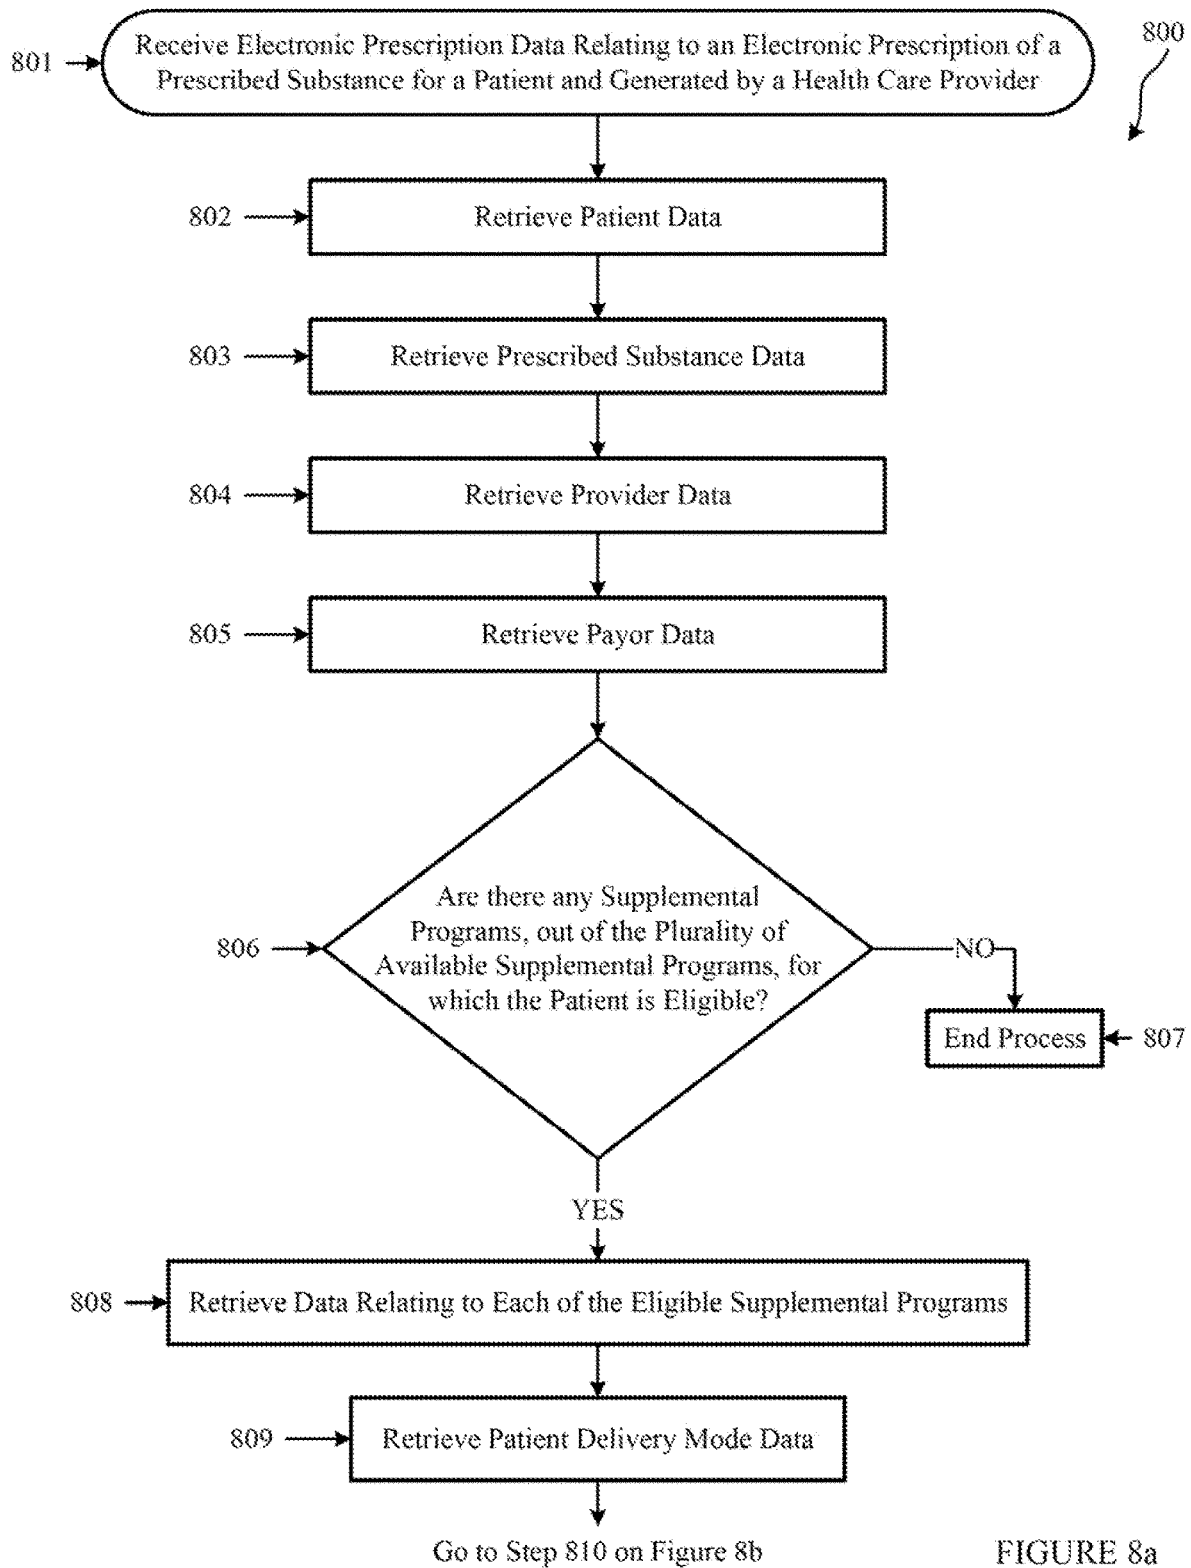 Receive Electronic Prescription Data Relating to an Electronic Prescription of a
Prescribed Substance for a Patient and Generated by a Health Care Provider
801
800
802
Retrieve Patient Data
803
Retrieve Prescribed Substance Data
804
Retrieve Provider Data
805
Retrieve Payor Data
806
Are there any Supplemental
Programs, out of the Plurality of
Available Supplemental Programs, for
which the Patient is Eligible?
NO
End Process
807
YES
808
Retrieve Data Relating to Each of the Eligible Supplemental Programs
809
Retrieve Patient Delivery Mode Data
Go to Step 810 on Figure 8b
FIGURE 8a